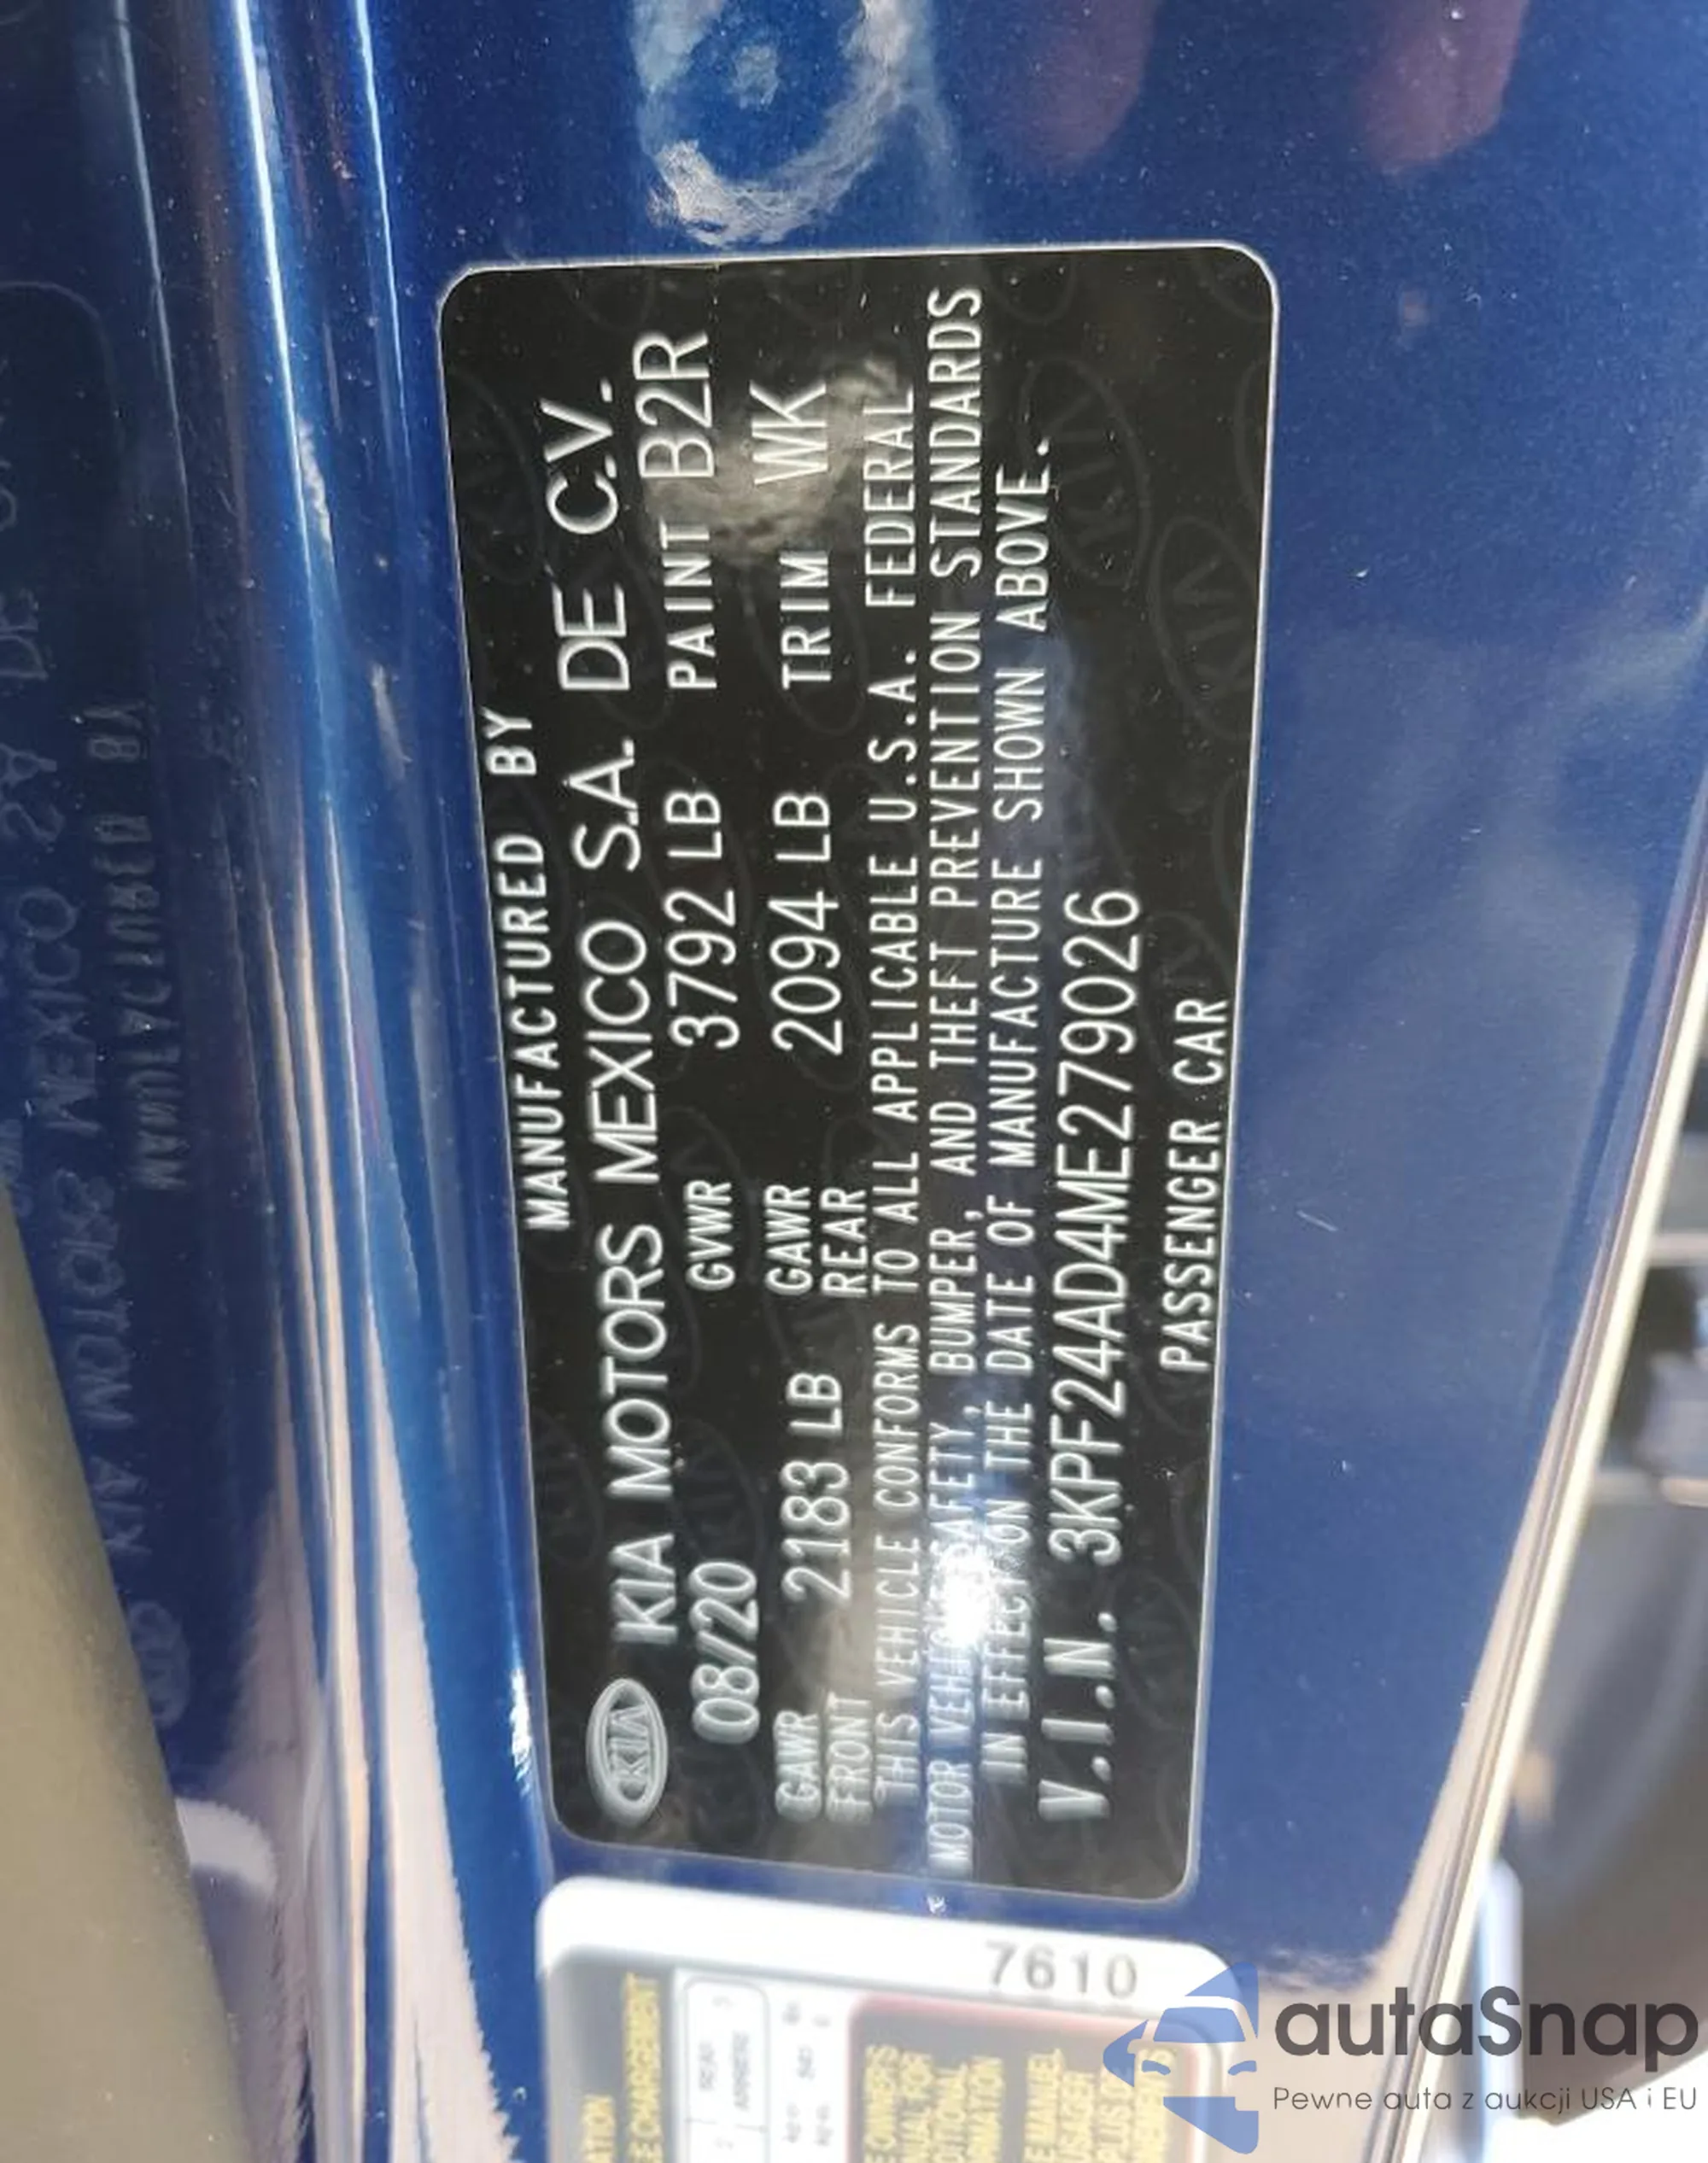 MANUFACTURED BY
KIA KIA MOTORS MEXICO S.A. DE C.V.
08/20 GVWR 3792 LB PAINT B2R
GAWR FRONT 2183 LB GAWR REAR 2094 LB TRIM WK
THIS VEHICLE CONFORMS TO ALL APPLICABLE U.S.A. FEDERAL
MOTOR VEHICLE SAFETY, BUMPER, AND THEFT PREVENTION STANDARDS
IN EFFECT ON THE DATE OF MANUFACTURE SHOWN ABOVE.
V.I.N. 3KPF24AD4ME279026
PASSENGER CAR
7610
REAR
autaSnap
Pewne auta z aukcji USA i EU